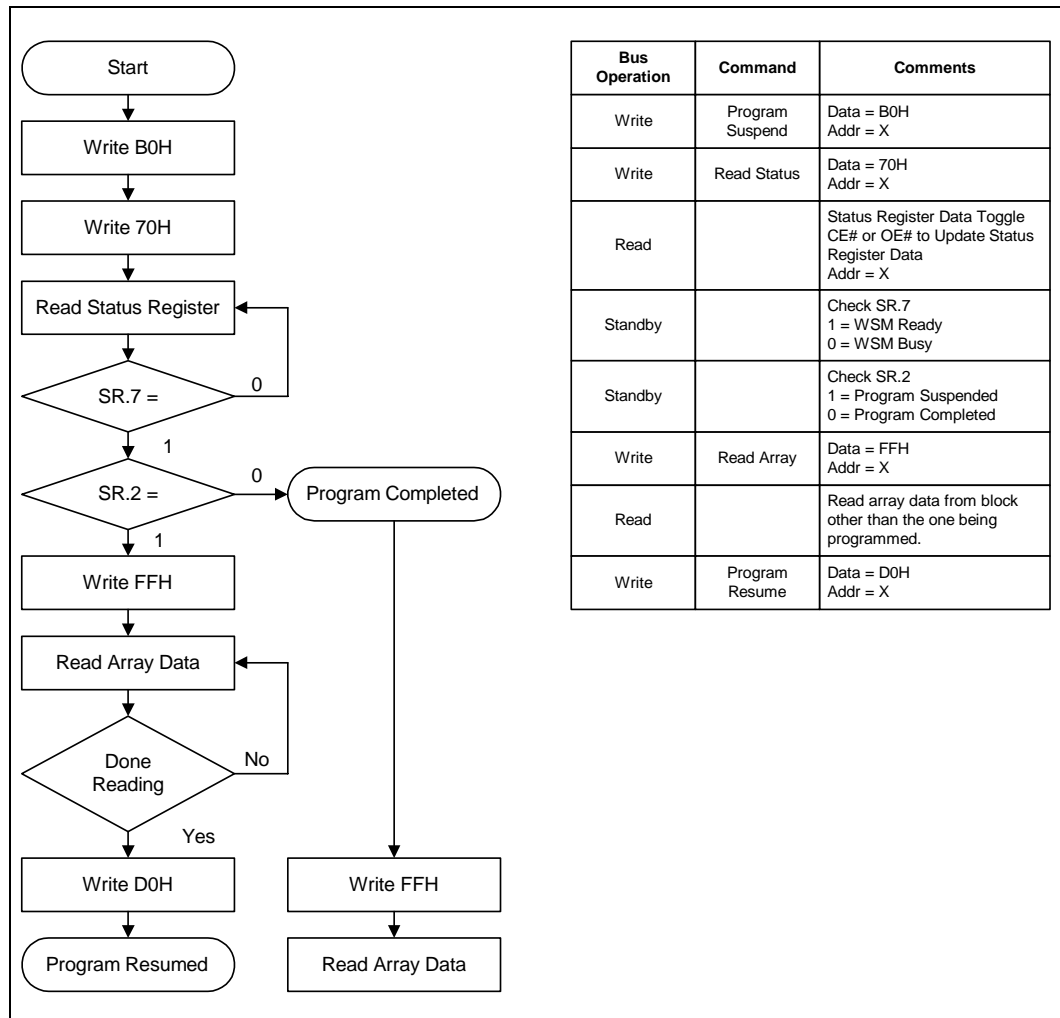 Start
Write B0H
Write 70H
Read Status Register
SR.7 =
0
1
SR.2 =
0
Program Completed
1
Write FFH
Read Array Data
Done
Reading
No
Yes
Write D0H
Write FFH
Program Resumed
Read Array Data
Bus
Operation
Command
Comments
Write
Program
Suspend
Data = B0H
Addr = X
Write
Read Status
Data = 70H
Addr = X
Read
Status Register Data Toggle
CE# or OE# to Update Status
Register Data
Addr = X
Standby
Check SR.7
1 = WSM Ready
0 = WSM Busy
Standby
Check SR.2
1 = Program Suspended
0 = Program Completed
Write
Read Array
Data = FFH
Addr = X
Read
Read array data from block
other than the one being
programmed.
Write
Program
Resume
Data = D0H
Addr = X